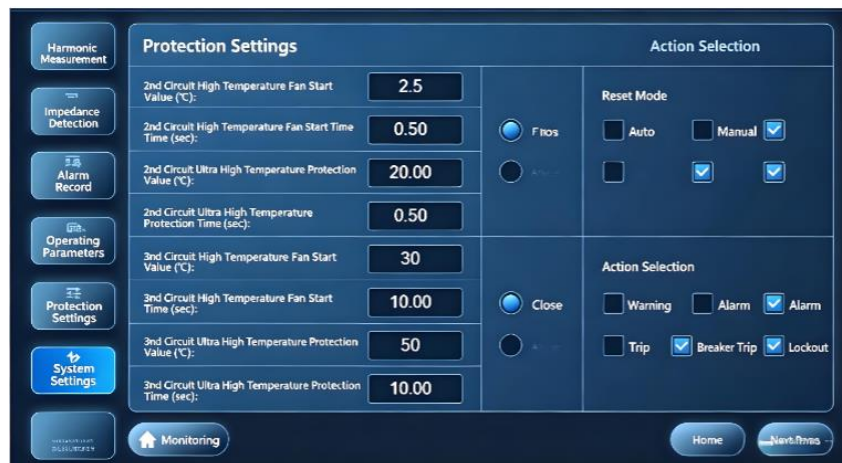 Harmonic
Measurement
Impedance
Detection
Alarm
Record
Operating
Parameters
Protection
Settings
System
Settings
Protection Settings
Action Selection
2nd Circuit High Temperature Fan Start
Value (℃):
2.5
2nd Circuit High Temperature Fan Start Time
Time (sec):
0.50
2nd Circuit Ultra High Temperature Protection
Value (℃):
20.00
2nd Circuit Ultra High Temperature
Protection Time (sec):
0.50
3nd Circuit High Temperature Fan Start
Value (℃):
30
3nd Circuit High Temperature Fan Start
Time (sec):
10.00
3nd Circuit Ultra High Temperature Protection
Value (℃):
50
3nd Circuit Ultra High Temperature Protection
Time (sec):
10.00
Close
Reset Mode
Auto
Manual
Action Selection
Warning
Alarm
Alarm
Trip
Breaker Trip
Lockout
Monitoring
Home